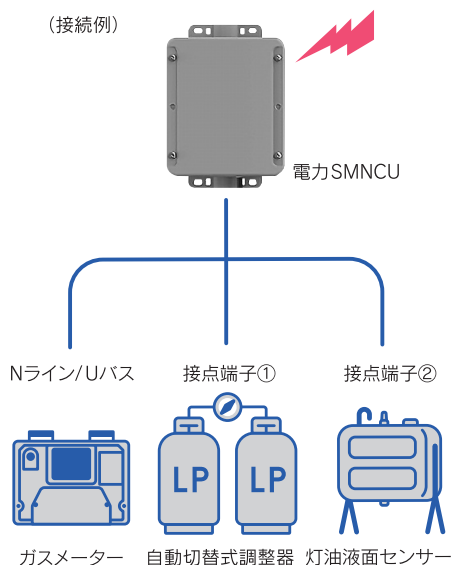 (接続例)
電力SMNCU
Nライン/Uバス
接点端子①
接点端子②
LP
LP
ガスメーター
自動切替式調整器
灯油液面センサー